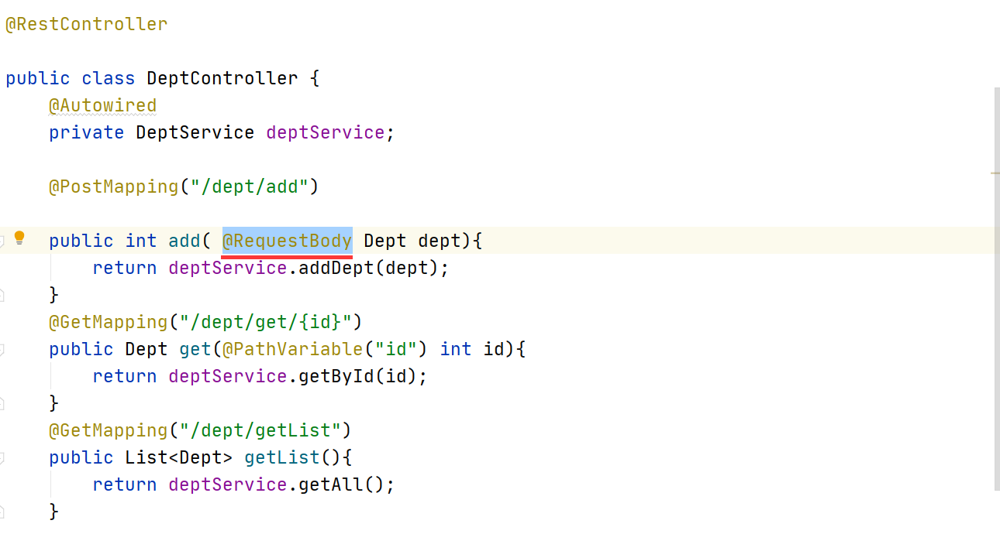 @RestController
public class DeptController {
@Autowired
private DeptService deptService;
@PostMapping("/dept/add")
public int add( @RequestBody Dept dept){
return deptService.addDept(dept);
}
@GetMapping("/dept/get/{id}")
public Dept get(@PathVariable("id") int id){
return deptService.getById(id);
}
@GetMapping("/dept/getList")
public List<Dept> getList(){
return deptService.getAll();
}